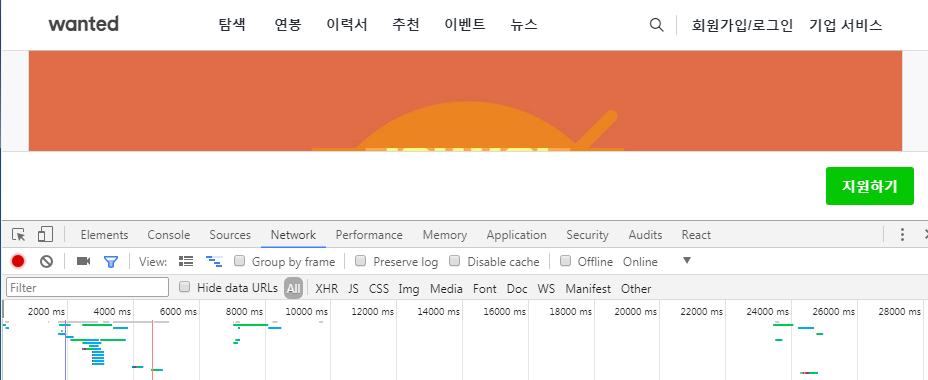 wanted 탐색 연봉 이력서 추천 이벤트 뉴스 회원가입/로그인 기업 서비스
지원하기
Elements Console Sources Network Performance Memory Application Security Audits React
View: Group by frame Preserve log Disable cache Offline Online
Filter Hide data URLs All XHR JS CSS Img Media Font Doc WS Manifest Other
2000 ms 4000 ms 6000 ms 8000 ms 10000 ms 12000 ms 14000 ms 16000 ms 18000 ms 20000 ms 22000 ms 24000 ms 26000 ms 28000 ms